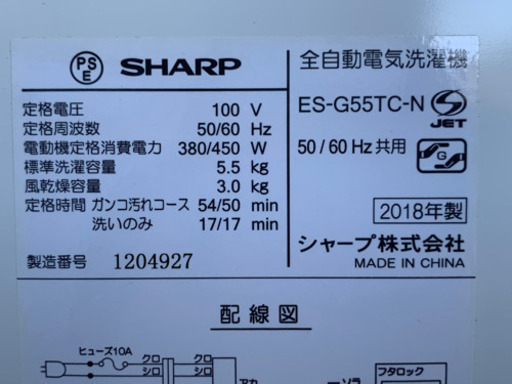 PSE SHARP
全自動電気洗濯機
ES-G55TC-N
JET
50/60 Hz 共用
G
2018年製
シャープ株式会社
MADE IN CHINA
定格電圧 100 V
定格周波数 50/60 Hz
電動機定格消費電力 380/450 W
標準洗濯容量 5.5 kg
風乾燥容量 3.0 kg
定格時間 ガンコ汚れコース 54/50 min
洗いのみ 17/17 min
製造番号 1204927
配線図
ヒューズ10A
クロ クロ
シロ シロ
アカ
ーソラ
フタロック